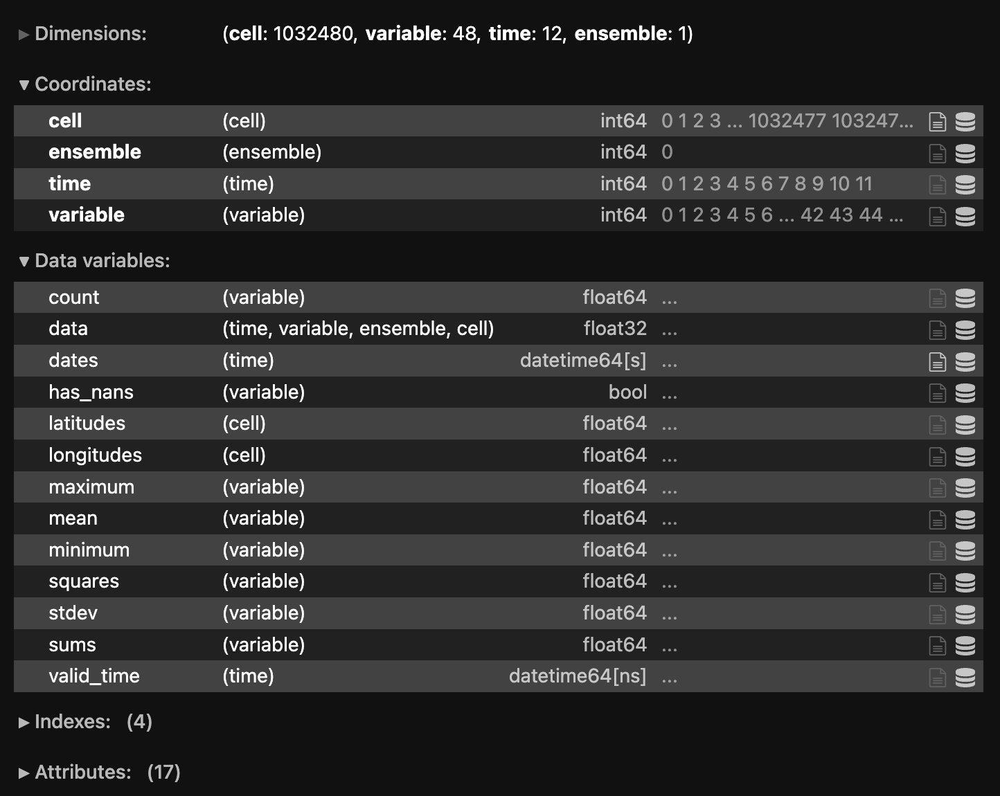 ▶ Dimensions: (cell: 1032480, variable: 48, time: 12, ensemble: 1)
▼ Coordinates:
cell (cell) int64 0 1 2 3 ... 1032477 103247...
ensemble (ensemble) int64 0
time (time) int64 0 1 2 3 4 5 6 7 8 9 10 11
variable (variable) int64 0 1 2 3 4 5 6 ... 42 43 44 ...
▼ Data variables:
count (variable) float64 ...
data (time, variable, ensemble, cell) float32 ...
dates (time) datetime64[s] ...
has_nans (variable) bool ...
latitudes (cell) float64 ...
longitudes (cell) float64 ...
maximum (variable) float64 ...
mean (variable) float64 ...
minimum (variable) float64 ...
squares (variable) float64 ...
stdev (variable) float64 ...
sums (variable) float64 ...
valid_time (time) datetime64[ns] ...
▶ Indexes: (4)
▶ Attributes: (17)